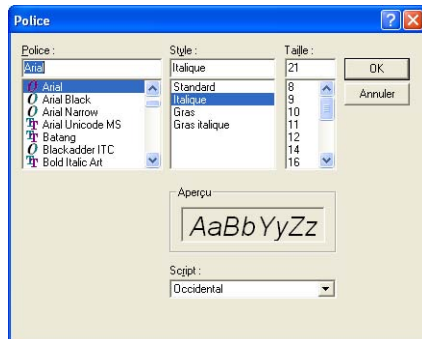 Police
Police :
Style :
Taille :
Arial
Italique
21
OK
Annuler
Arial
Arial Black
Arial Narrow
Arial Unicode MS
Batang
Blackadder ITC
Bold Italic Art
Standard
Italique
Gras
Gras italique
8
9
10
11
12
14
16
Aperçu
AaBbYyZz
Script :
Occidental